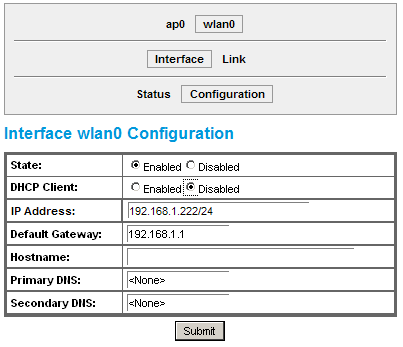 ap0 wlan0
Interface Link
Status Configuration
Interface wlan0 Configuration
State: Enabled Disabled
DHCP Client: Enabled Disabled
IP Address: 192.168.1.222/24
Default Gateway: 192.168.1.1
Hostname:
Primary DNS: <None>
Secondary DNS: <None>
Submit